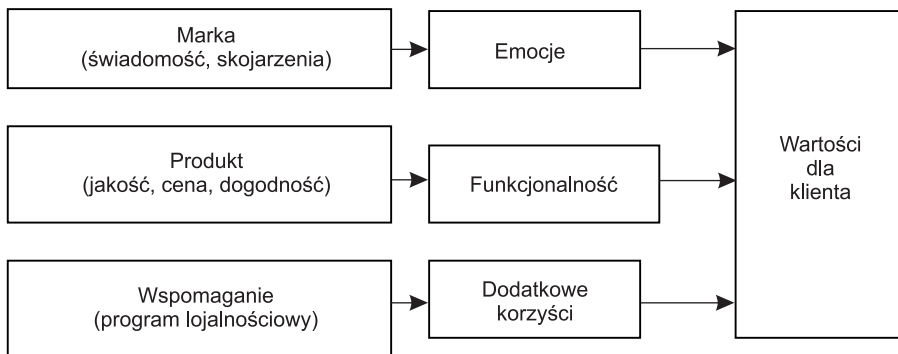 Marka
(świadomość, skojarzenia)
Emocje
Produkt
(jakość, cena, dogodność)
Funkcjonalność
Wspomaganie
(program lojalnościowy)
Dodatkowe
korzyści
Wartości
dla
klienta